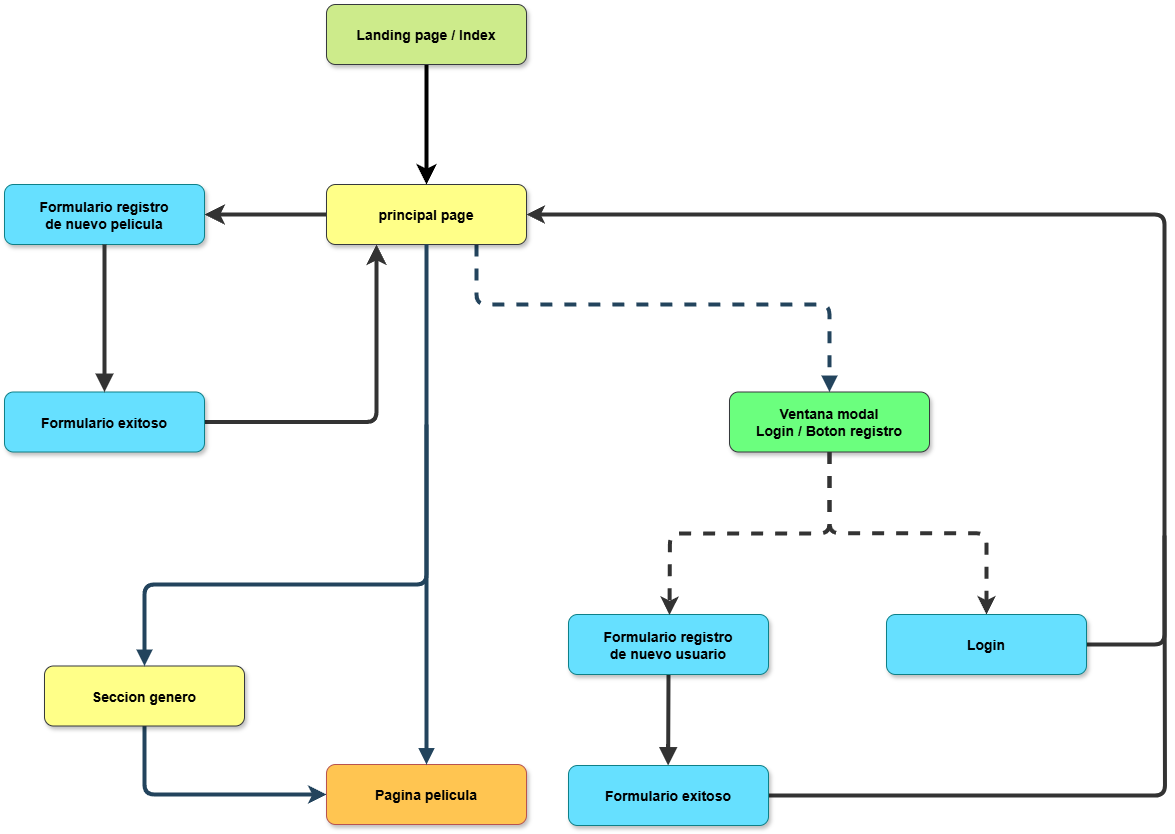 Landing page / Index
Formulario registro
de nuevo pelicula
principal page
Formulario exitoso
Ventana modal
Login / Boton registro
Formulario registro
de nuevo usuario
Login
Seccion genero
Pagina pelicula
Formulario exitoso